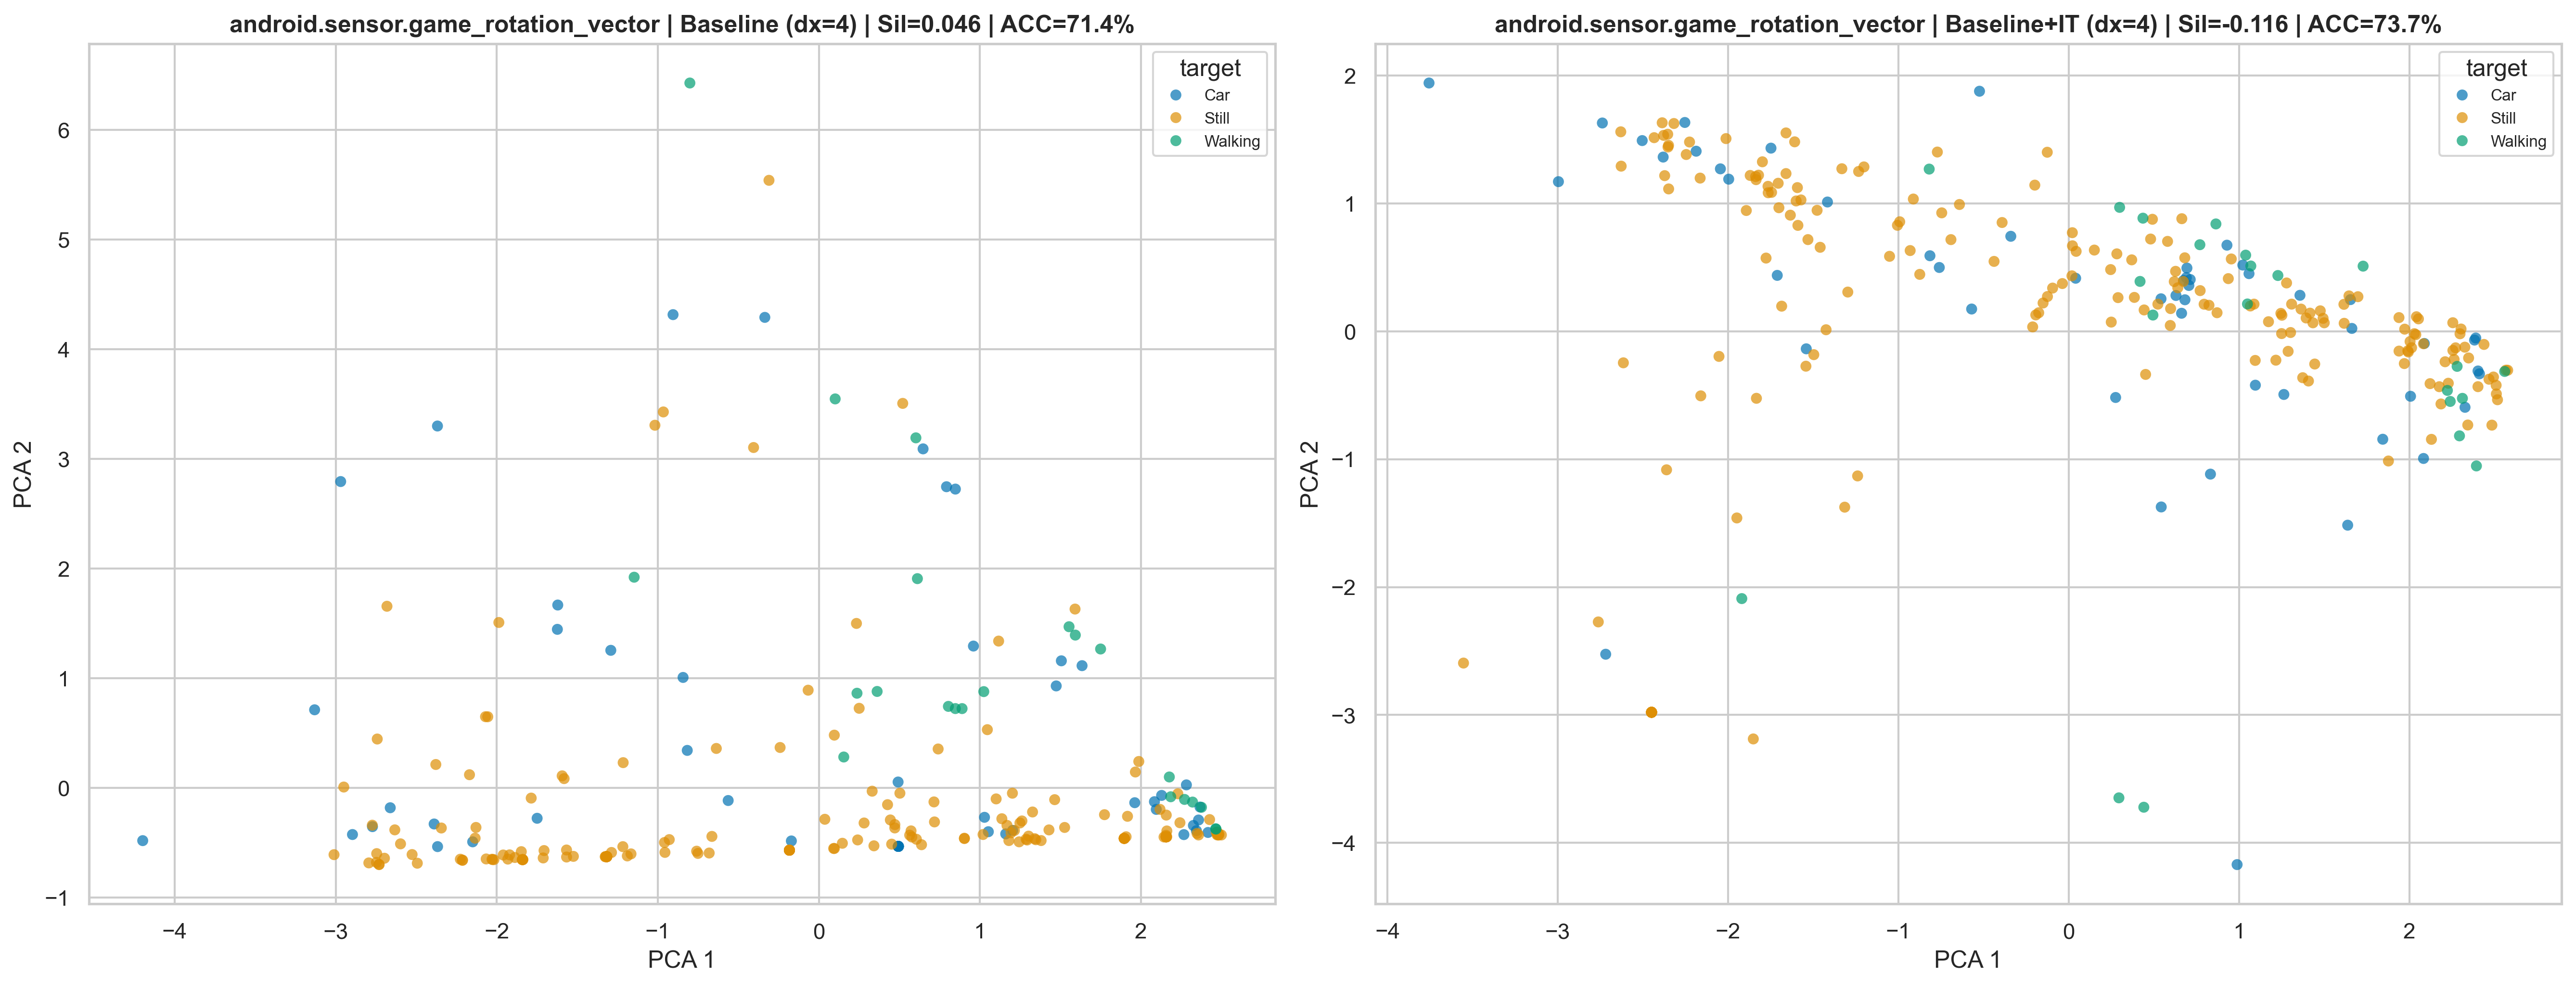 android.sensor.game_rotation_vector | Baseline (dx=4) | Sil=0.046 | ACC=71.4%
target
Car
Still
Walking
6
5
4
3
2
1
0
−1
PCA 2
−4
−3
−2
−1
0
1
2
PCA 1
android.sensor.game_rotation_vector | Baseline+IT (dx=4) | Sil=-0.116 | ACC=73.7%
target
Car
Still
Walking
2
1
0
−1
−2
−3
−4
PCA 2
−4
−3
−2
−1
0
1
2
PCA 1